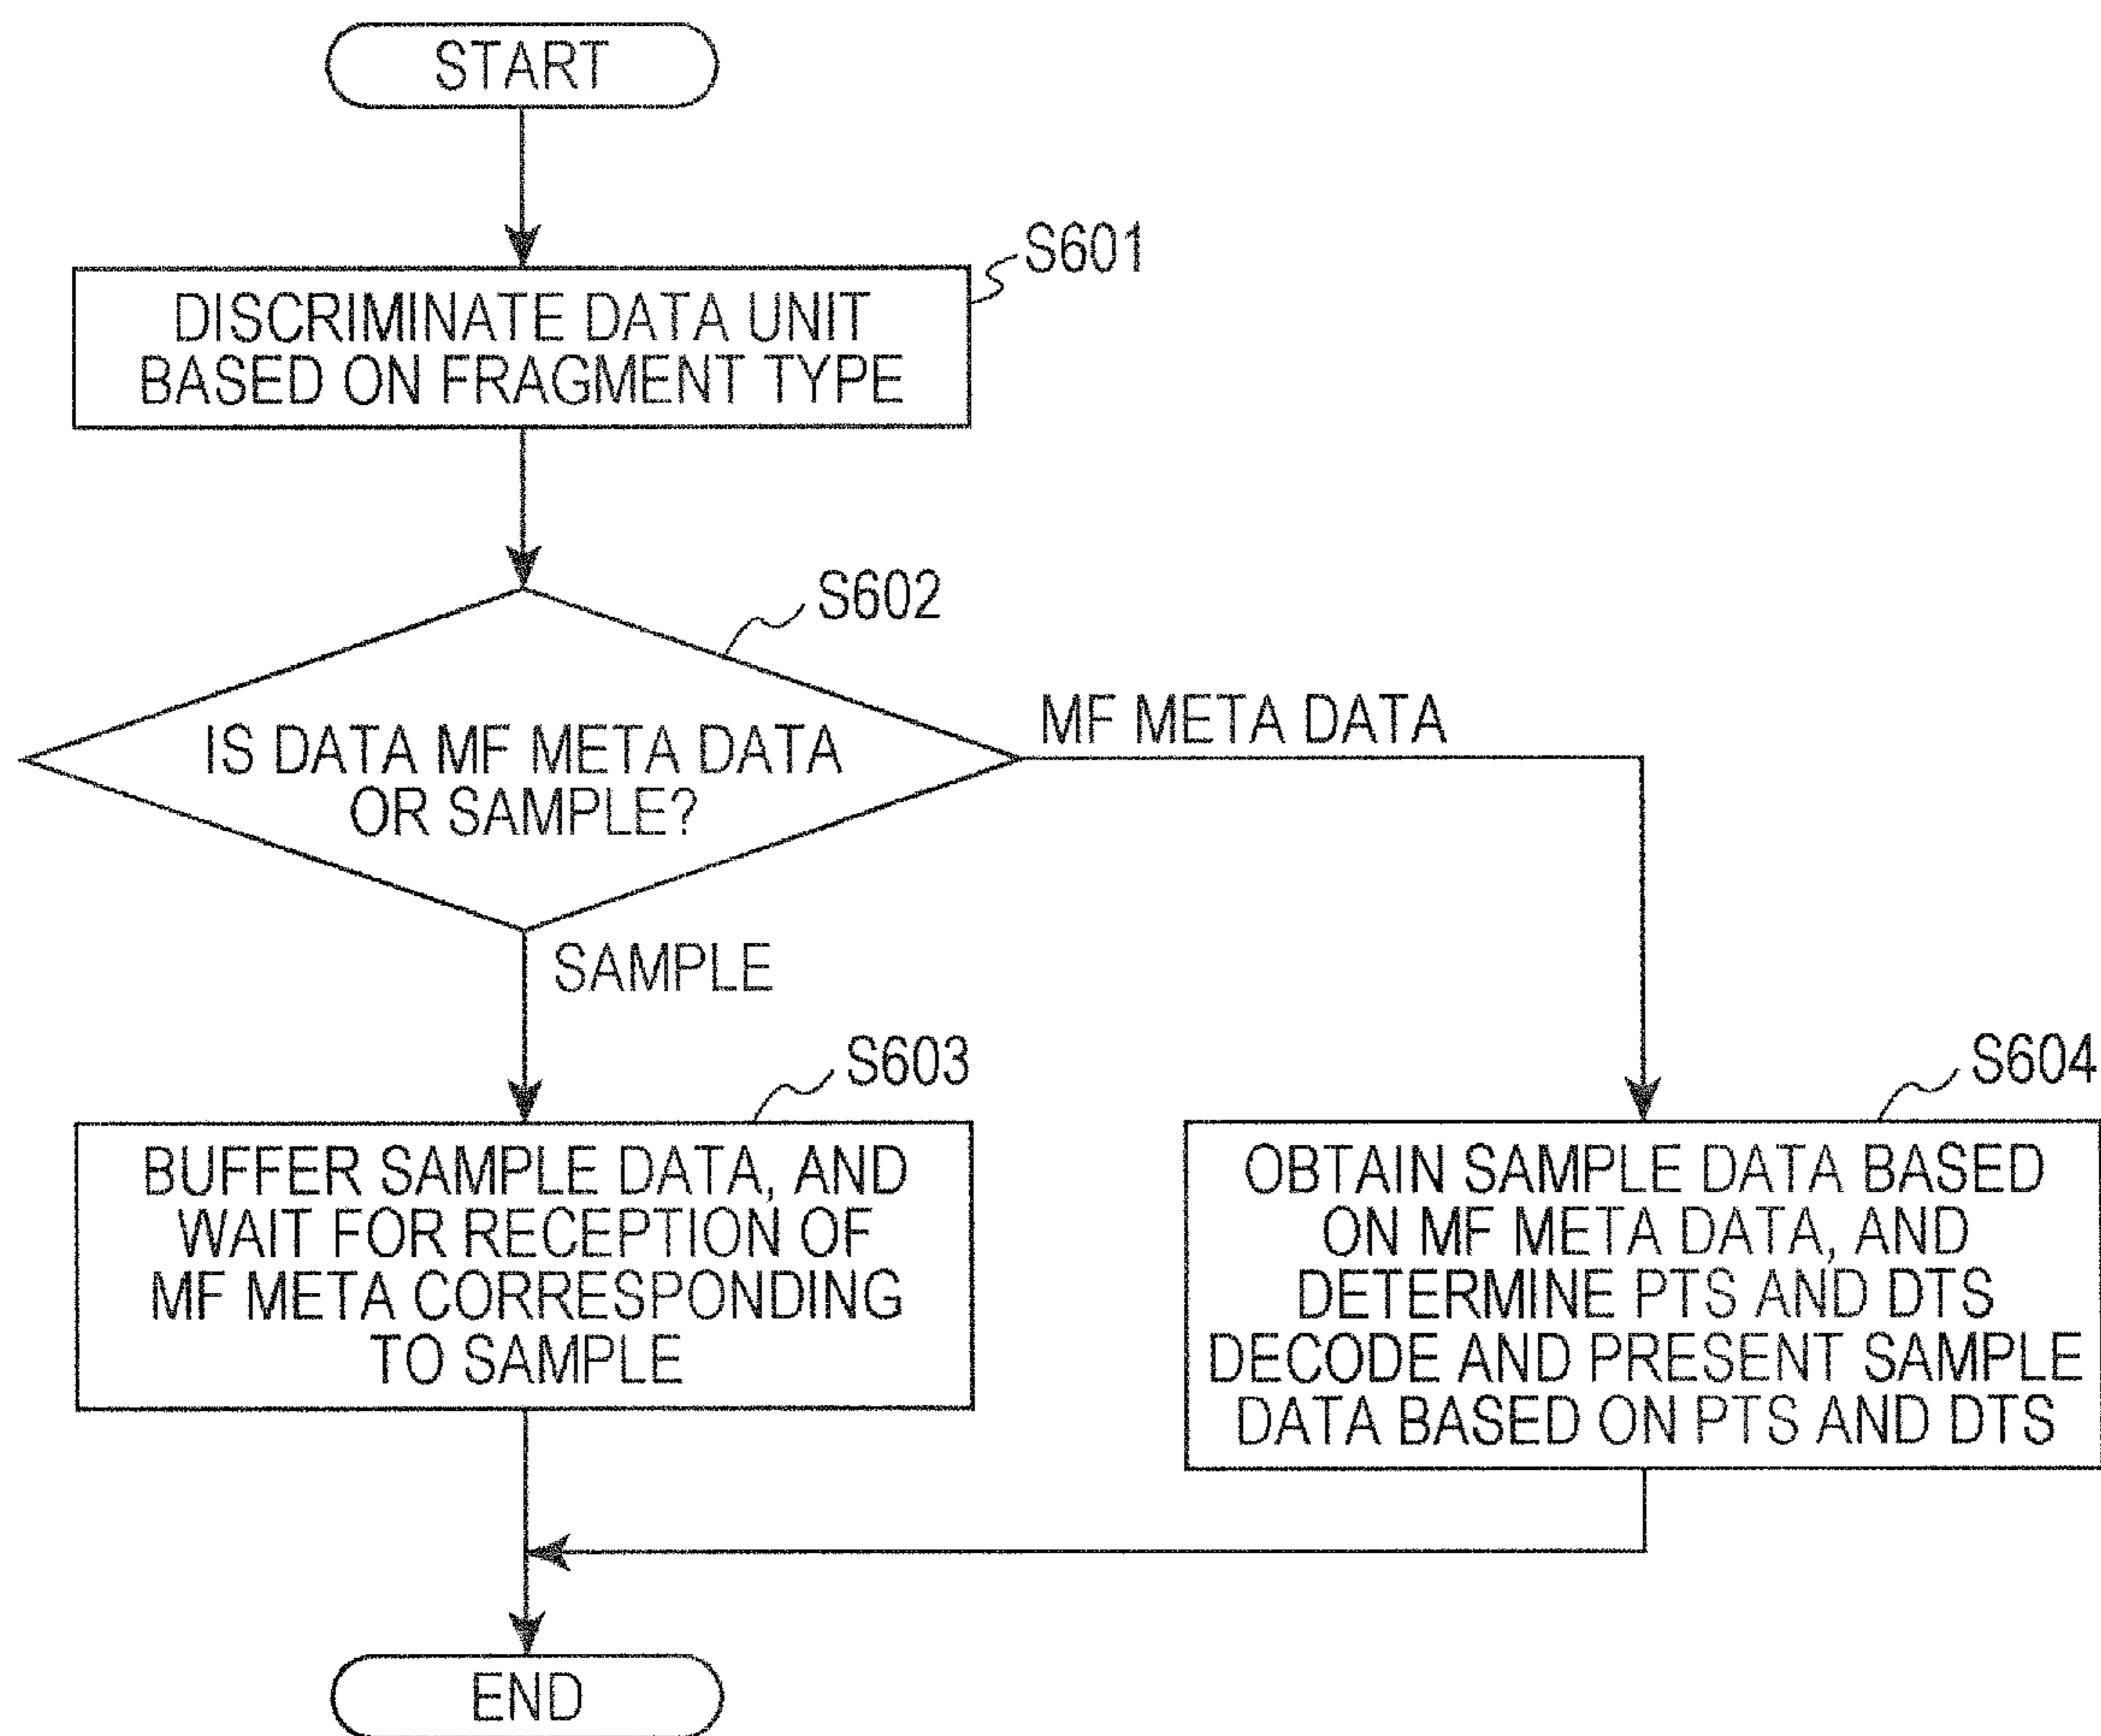 START
S601
DISCRIMINATE DATA UNIT
BASED ON FRAGMENT TYPE
S602
IS DATA MF META DATA
OR SAMPLE?
MF META DATA
SAMPLE
S603
BUFFER SAMPLE DATA, AND
WAIT FOR RECEPTION OF
MF META CORRESPONDING
TO SAMPLE
S604
OBTAIN SAMPLE DATA BASED
ON MF META DATA, AND
DETERMINE PTS AND DTS
DECODE AND PRESENT SAMPLE
DATA BASED ON PTS AND DTS
END